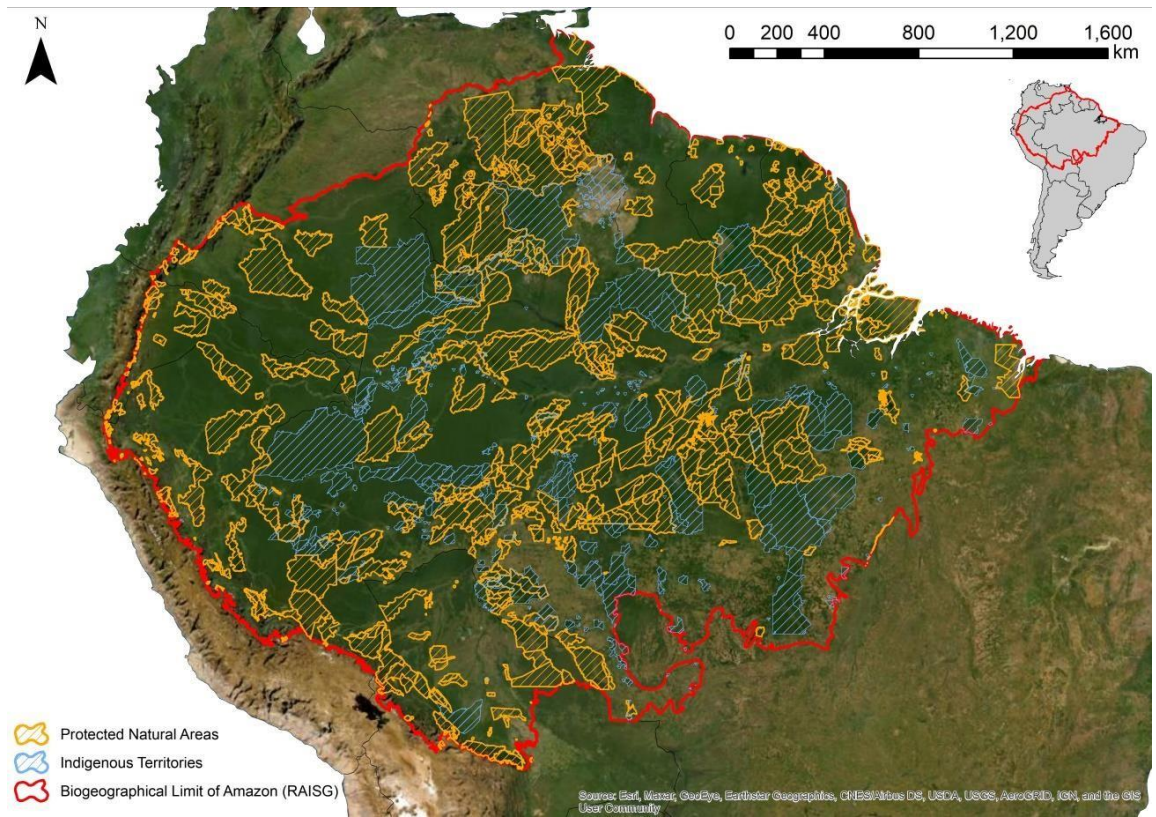 N
0 200 400 800 1,200 1,600
km
Protected Natural Areas
Indigenous Territories
Biogeographical Limit of Amazon (RAISG)
Source: Esri, Maxar, GeoEye, Earthstar Geographics, CNES/Airbus DS, USDA, USGS, AeroGRID, IGN, and the GIS
User Community